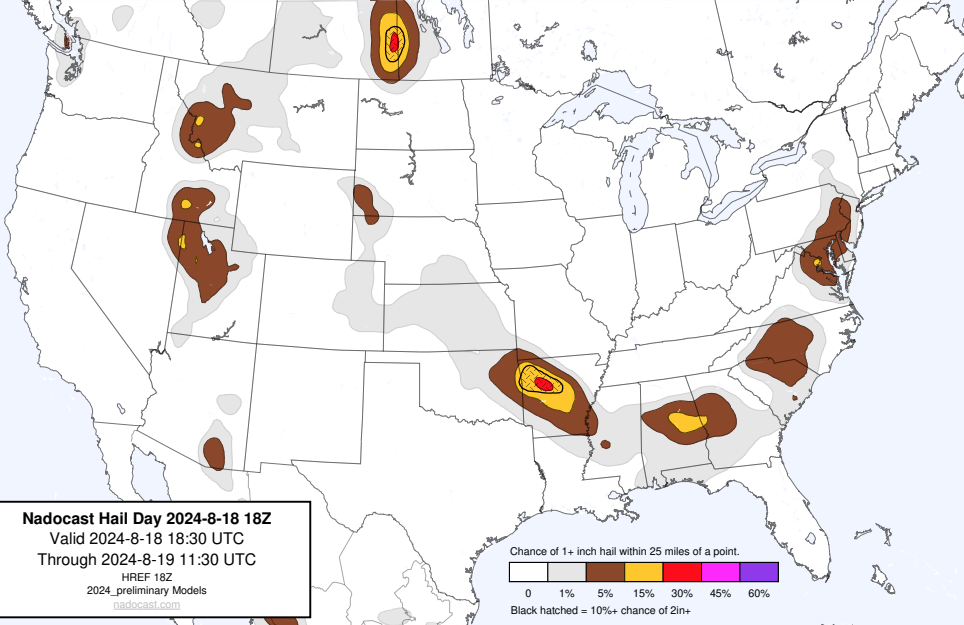 Nadocast Hail Day 2024-8-18 18Z
Valid 2024-8-18 18:30 UTC
Through 2024-8-19 11:30 UTC
HREF 18Z
2024_preliminary Models
nadocast.com
Chance of 1+ inch hail within 25 miles of a point.
0 1% 5% 15% 30% 45% 60%
Black hatched = 10%+ chance of 2in+